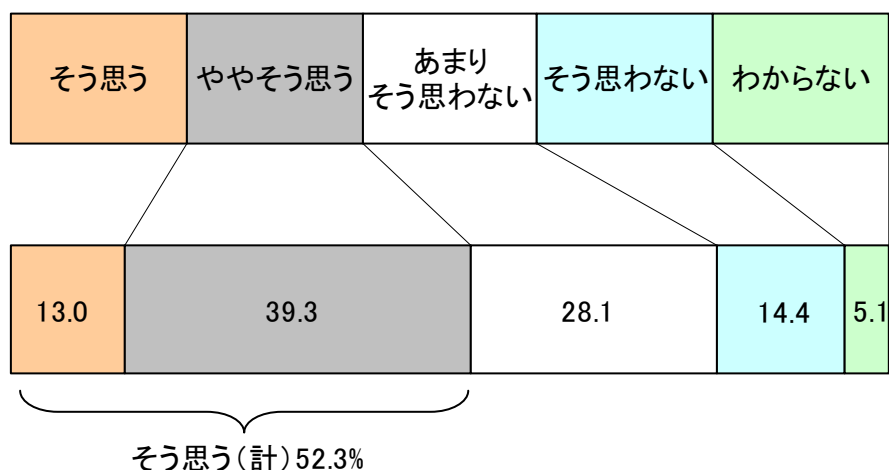 そう思う
ややそう思う
あまり
そう思わない
そう思わない
わからない
13.0
39.3
28.1
14.4
5.1
そう思う(計)52.3%